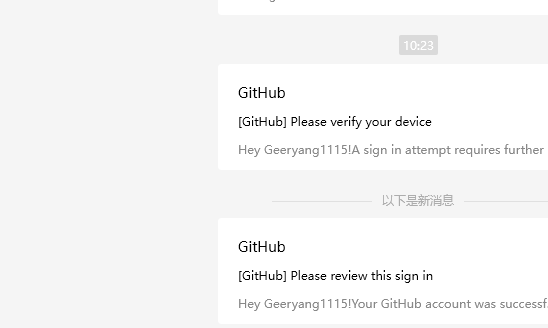 10:23
GitHub
[GitHub] Please verify your device
Hey Geeryang1115!A sign in attempt requires further
以下是新消息
GitHub
[GitHub] Please review this sign in
Hey Geeryang1115!Your GitHub account was successf